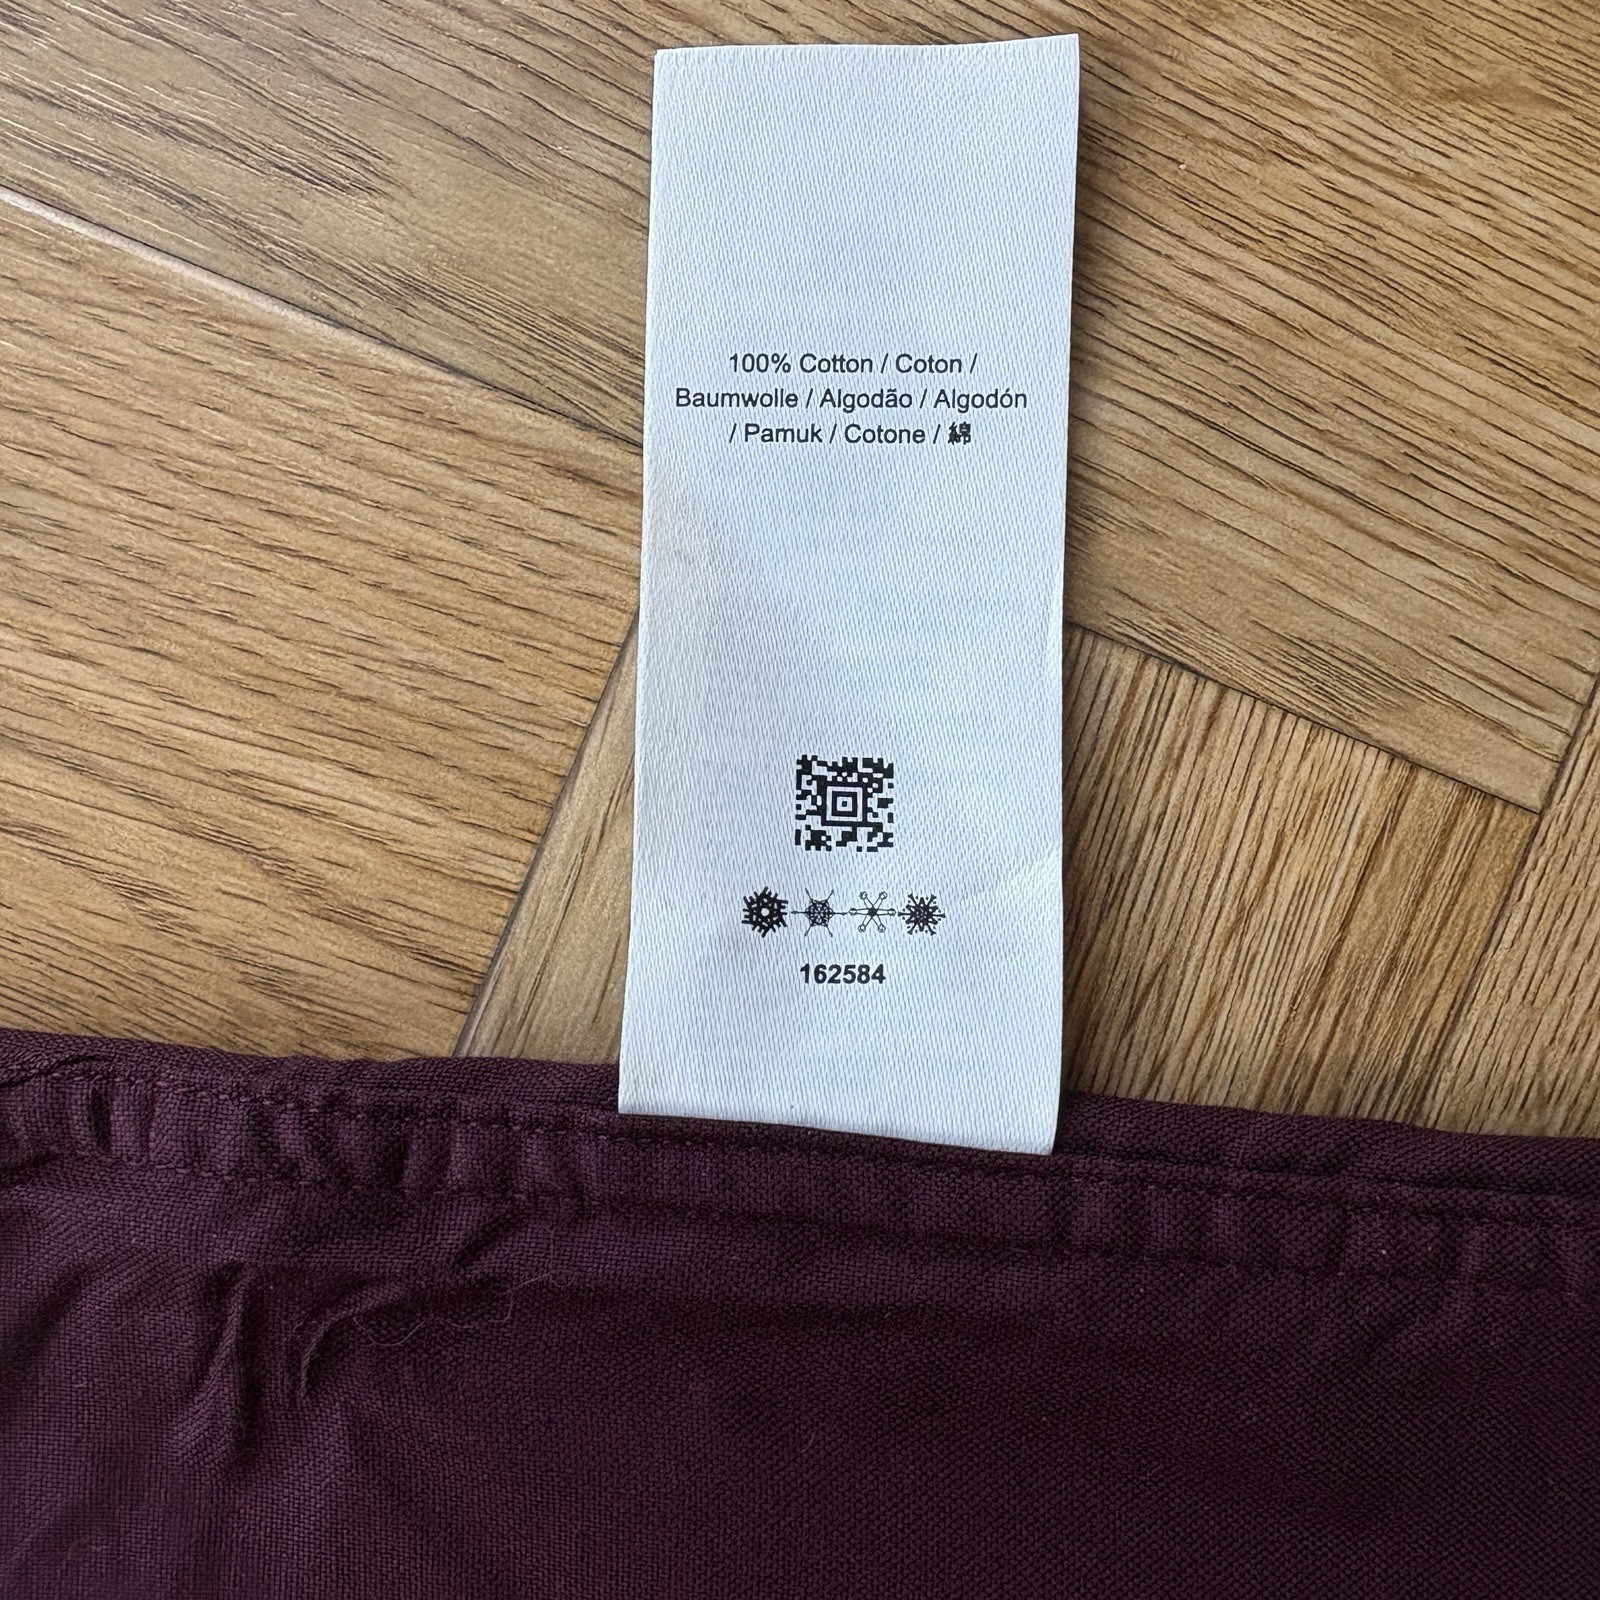 100% Cotton / Coton /
Baumwolle / Algodão / Algodón
/ Pamuk / Cotone / 綿
162584